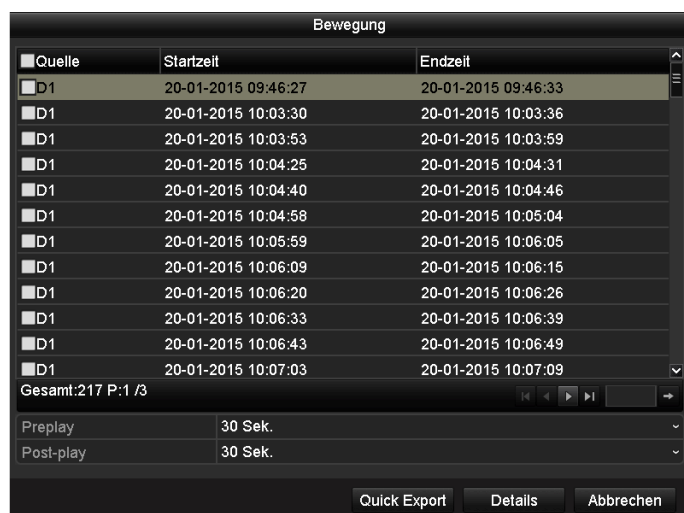 Bewegung
Quelle Startzeit Endzeit
D1 20-01-2015 09:46:27 20-01-2015 09:46:33
D1 20-01-2015 10:03:30 20-01-2015 10:03:36
D1 20-01-2015 10:03:53 20-01-2015 10:03:59
D1 20-01-2015 10:04:25 20-01-2015 10:04:31
D1 20-01-2015 10:04:40 20-01-2015 10:04:46
D1 20-01-2015 10:04:58 20-01-2015 10:05:04
D1 20-01-2015 10:05:59 20-01-2015 10:06:05
D1 20-01-2015 10:06:09 20-01-2015 10:06:15
D1 20-01-2015 10:06:20 20-01-2015 10:06:26
D1 20-01-2015 10:06:33 20-01-2015 10:06:39
D1 20-01-2015 10:06:43 20-01-2015 10:06:49
D1 20-01-2015 10:07:03 20-01-2015 10:07:09
Gesamt:217 P:1 /3
Preplay 30 Sek.
Post-play 30 Sek.
Quick Export Details Abbrechen